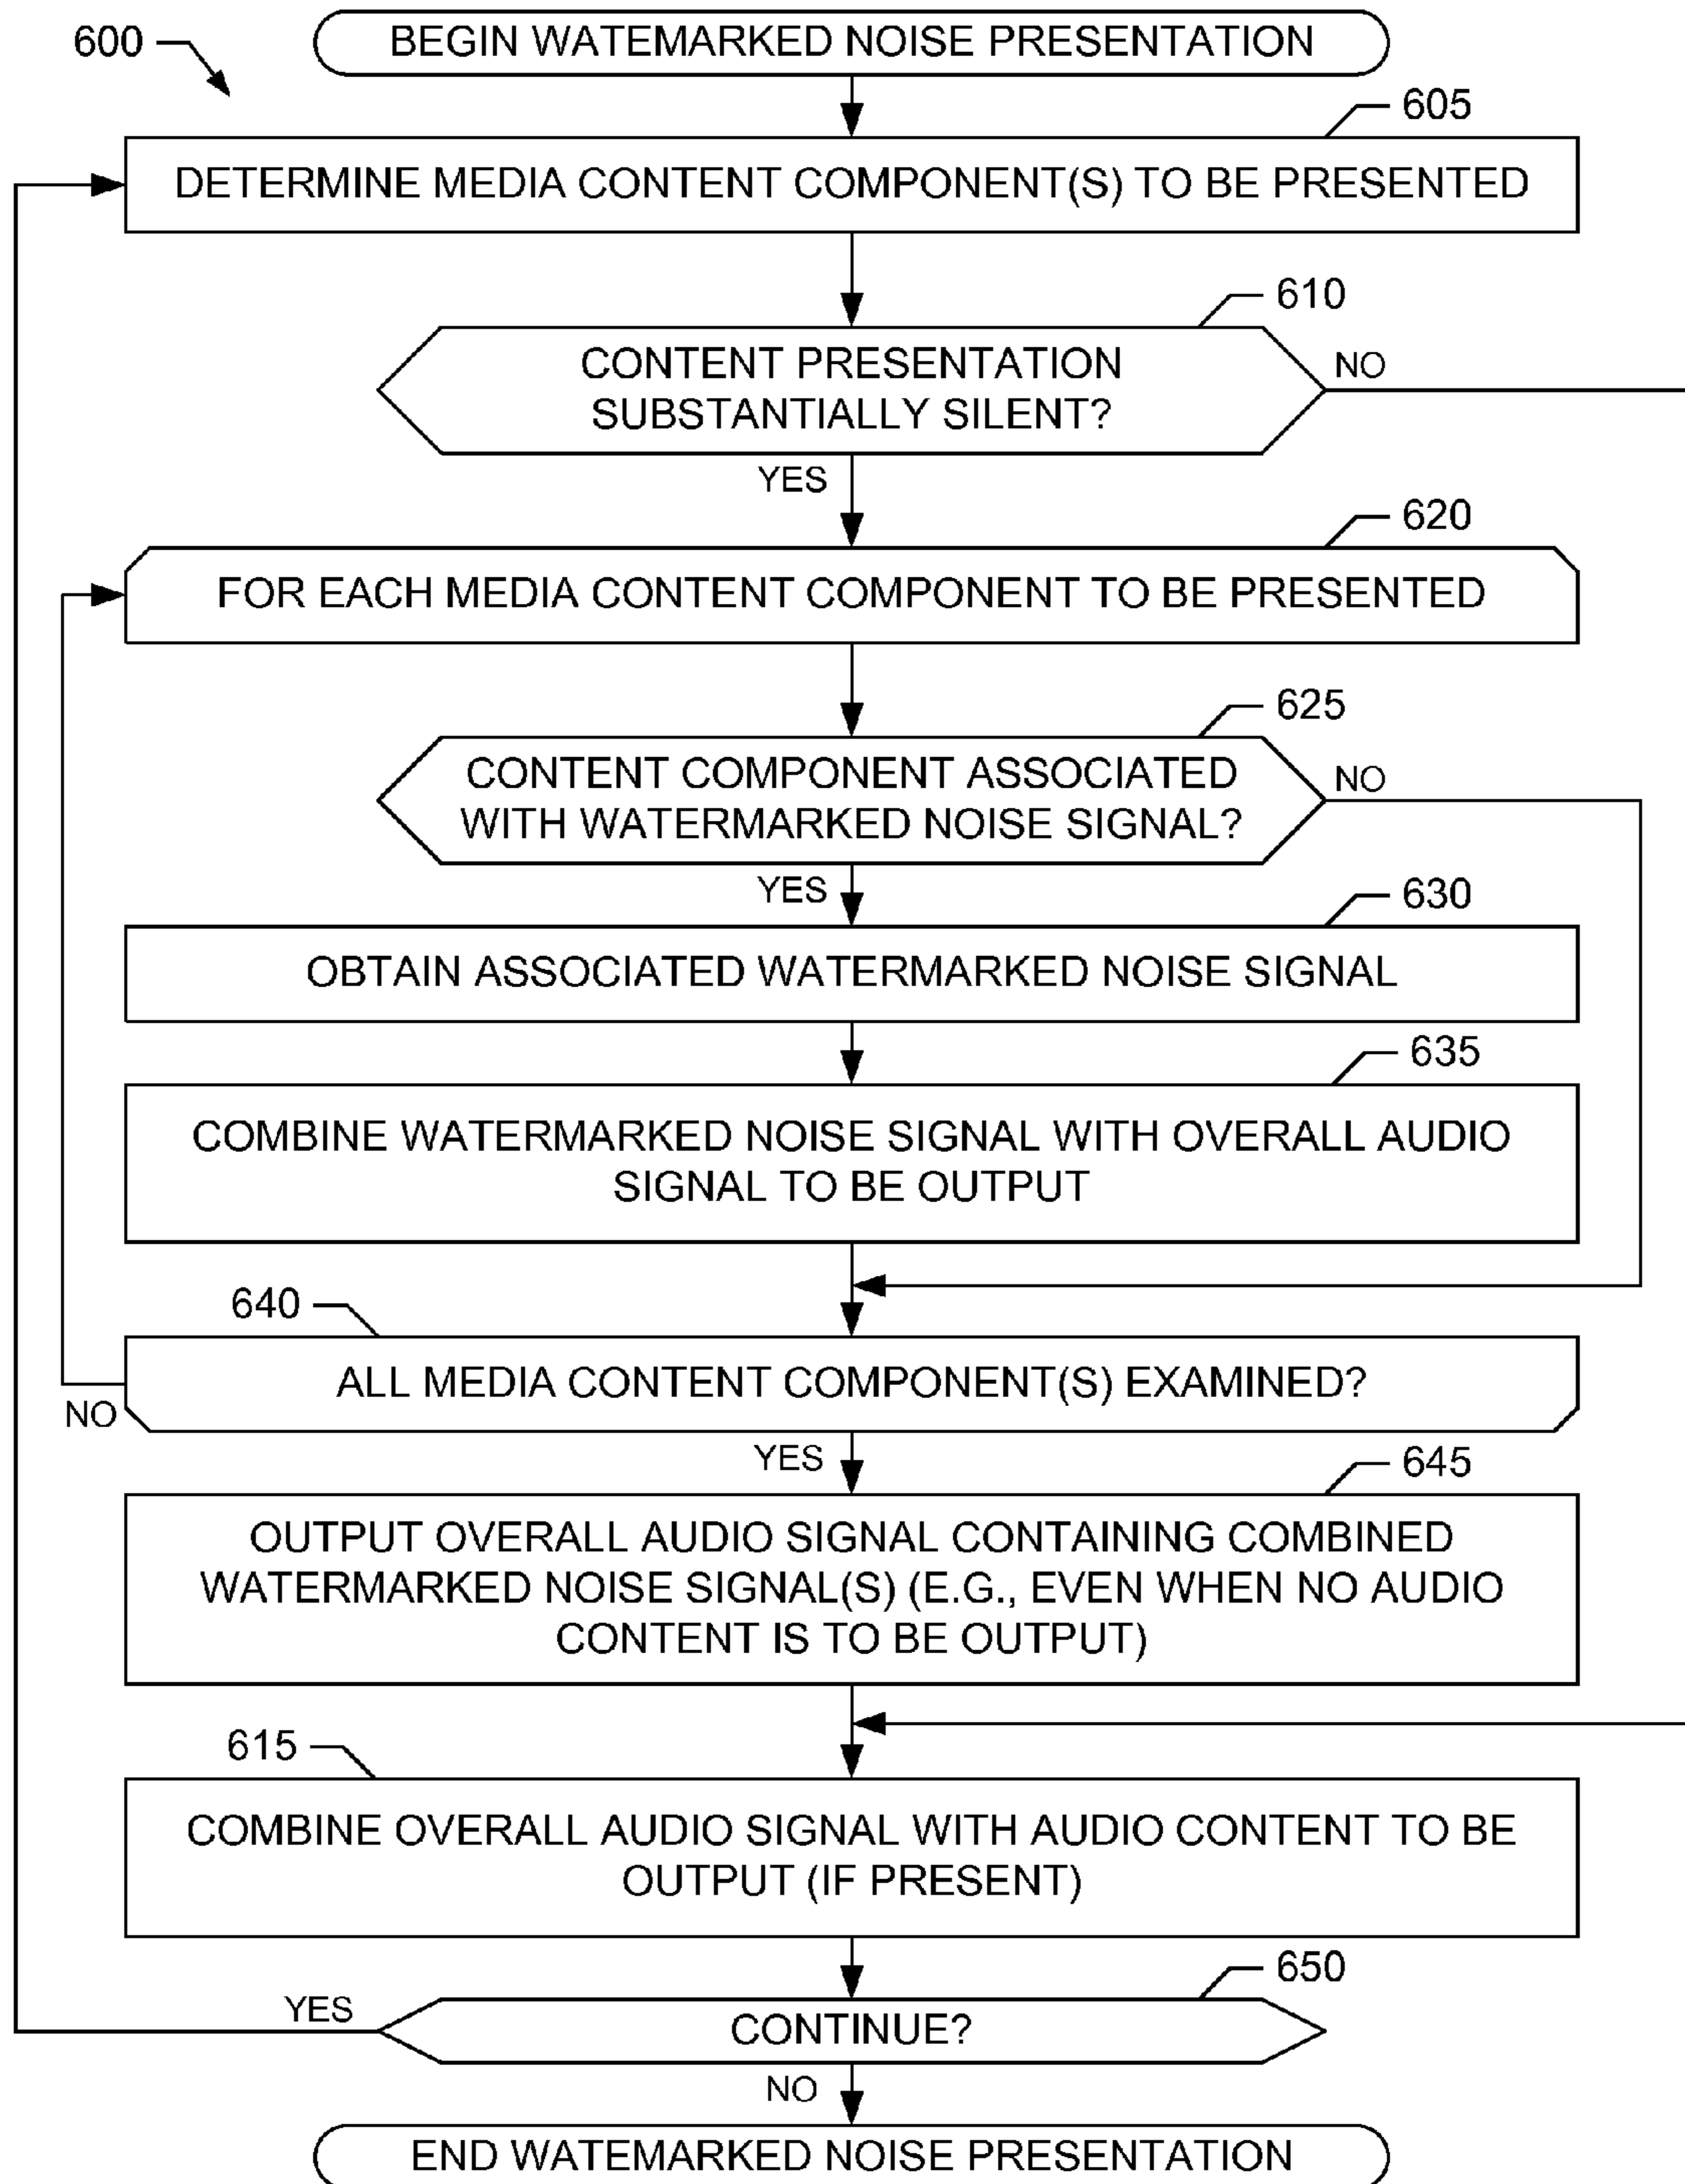 600
BEGIN WATEMARKED NOISE PRESENTATION
605
DETERMINE MEDIA CONTENT COMPONENT(S) TO BE PRESENTED
610
CONTENT PRESENTATION
SUBSTANTIALLY SILENT?
NO
YES
620
FOR EACH MEDIA CONTENT COMPONENT TO BE PRESENTED
625
CONTENT COMPONENT ASSOCIATED
WITH WATERMARKED NOISE SIGNAL?
NO
YES
630
OBTAIN ASSOCIATED WATERMARKED NOISE SIGNAL
635
COMBINE WATERMARKED NOISE SIGNAL WITH OVERALL AUDIO
SIGNAL TO BE OUTPUT
640
ALL MEDIA CONTENT COMPONENT(S) EXAMINED?
NO
YES
645
OUTPUT OVERALL AUDIO SIGNAL CONTAINING COMBINED
WATERMARKED NOISE SIGNAL(S) (E.G., EVEN WHEN NO AUDIO
CONTENT IS TO BE OUTPUT)
615
COMBINE OVERALL AUDIO SIGNAL WITH AUDIO CONTENT TO BE
OUTPUT (IF PRESENT)
650
YES
CONTINUE?
NO
END WATEMARKED NOISE PRESENTATION